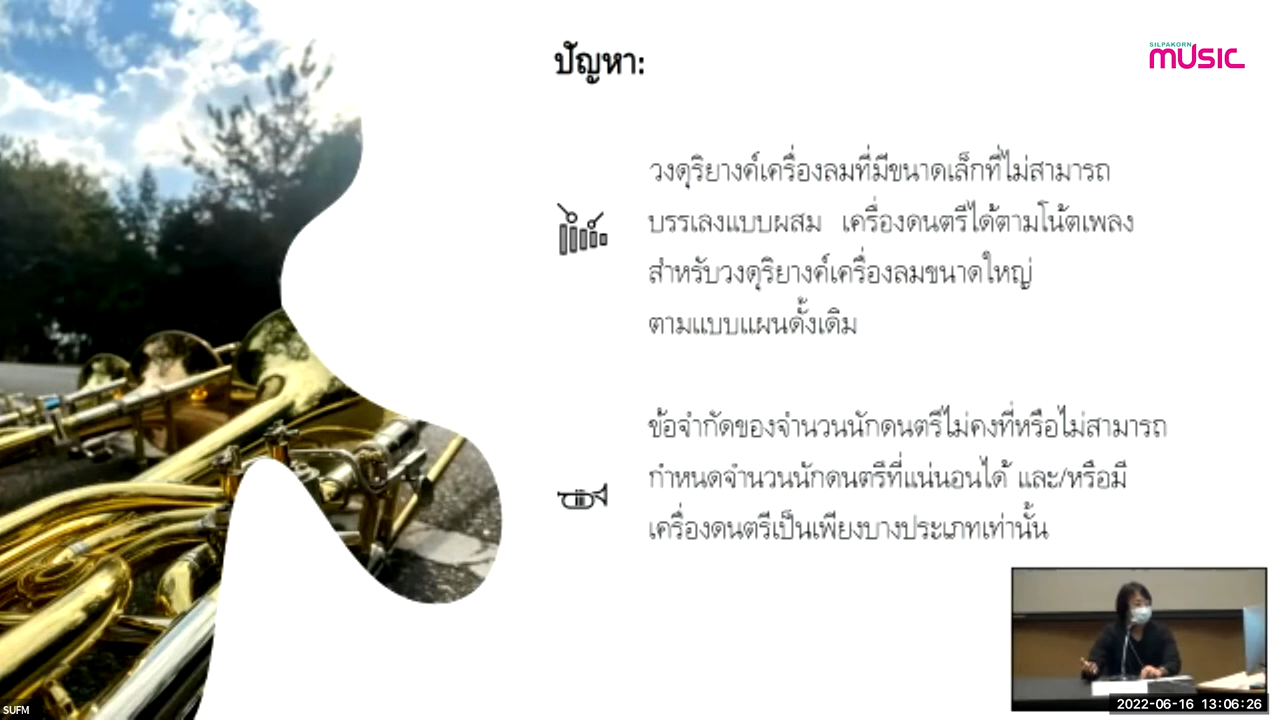 ปัญหา:
SILPAKORN
MUSIC
วงดุริยางค์เครื่องลมที่มีขนาดเล็กที่ไม่สามารถ
บรรเลงแบบผสม เครื่องดนตรีได้ตามโน้ตเพลง
สำหรับวงดุริยางค์เครื่องลมขนาดใหญ่
ตามแบบแผนดั้งเดิม
ข้อจำกัดของจำนวนนักดนตรีไม่คงที่หรือไม่สามารถ
กำหนดจำนวนนักดนตรีที่แน่นอนได้ และ/หรือมี
เครื่องดนตรีเป็นเพียงบางประเภทเท่านั้น
2022-06-16 13:06:26
SUFM